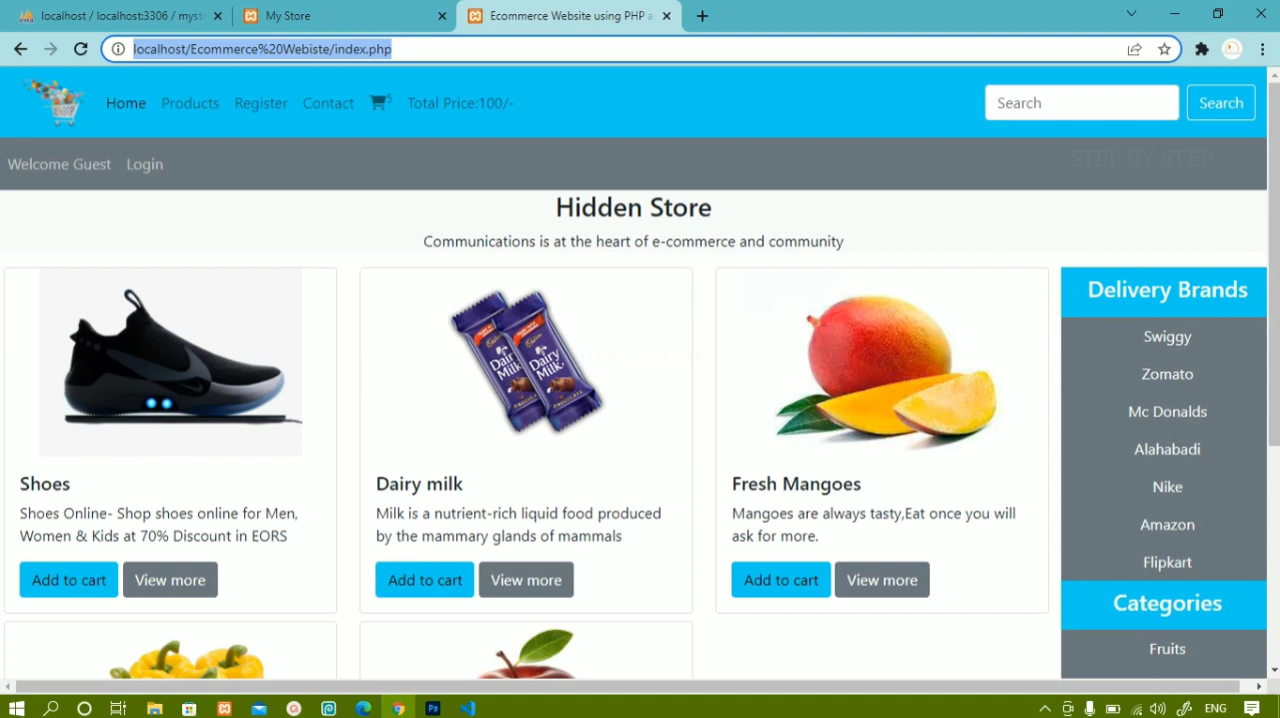 localhost / localhost:3306 / myst
My Store
Ecommerce Website using PHP a
localhost/Ecommerce%20Webiste/index.php
Home Products Register Contact 5 Total Price:100/-
Search Search
Welcome Guest Login
STEP BY STEP
Hidden Store
Communications is at the heart of e-commerce and community
Shoes
Shoes Online- Shop shoes online for Men,
Women & Kids at 70% Discount in EORS
Add to cart View more
Dairy Milk
Dairy Milk
Dairy milk
Milk is a nutrient-rich liquid food produced
by the mammary glands of mammals
Add to cart View more
Fresh Mangoes
Mangoes are always tasty,Eat once you will
ask for more.
Add to cart View more
Delivery Brands
Swiggy
Zomato
Mc Donalds
Alahabadi
Nike
Amazon
Flipkart
Categories
Fruits
ENG